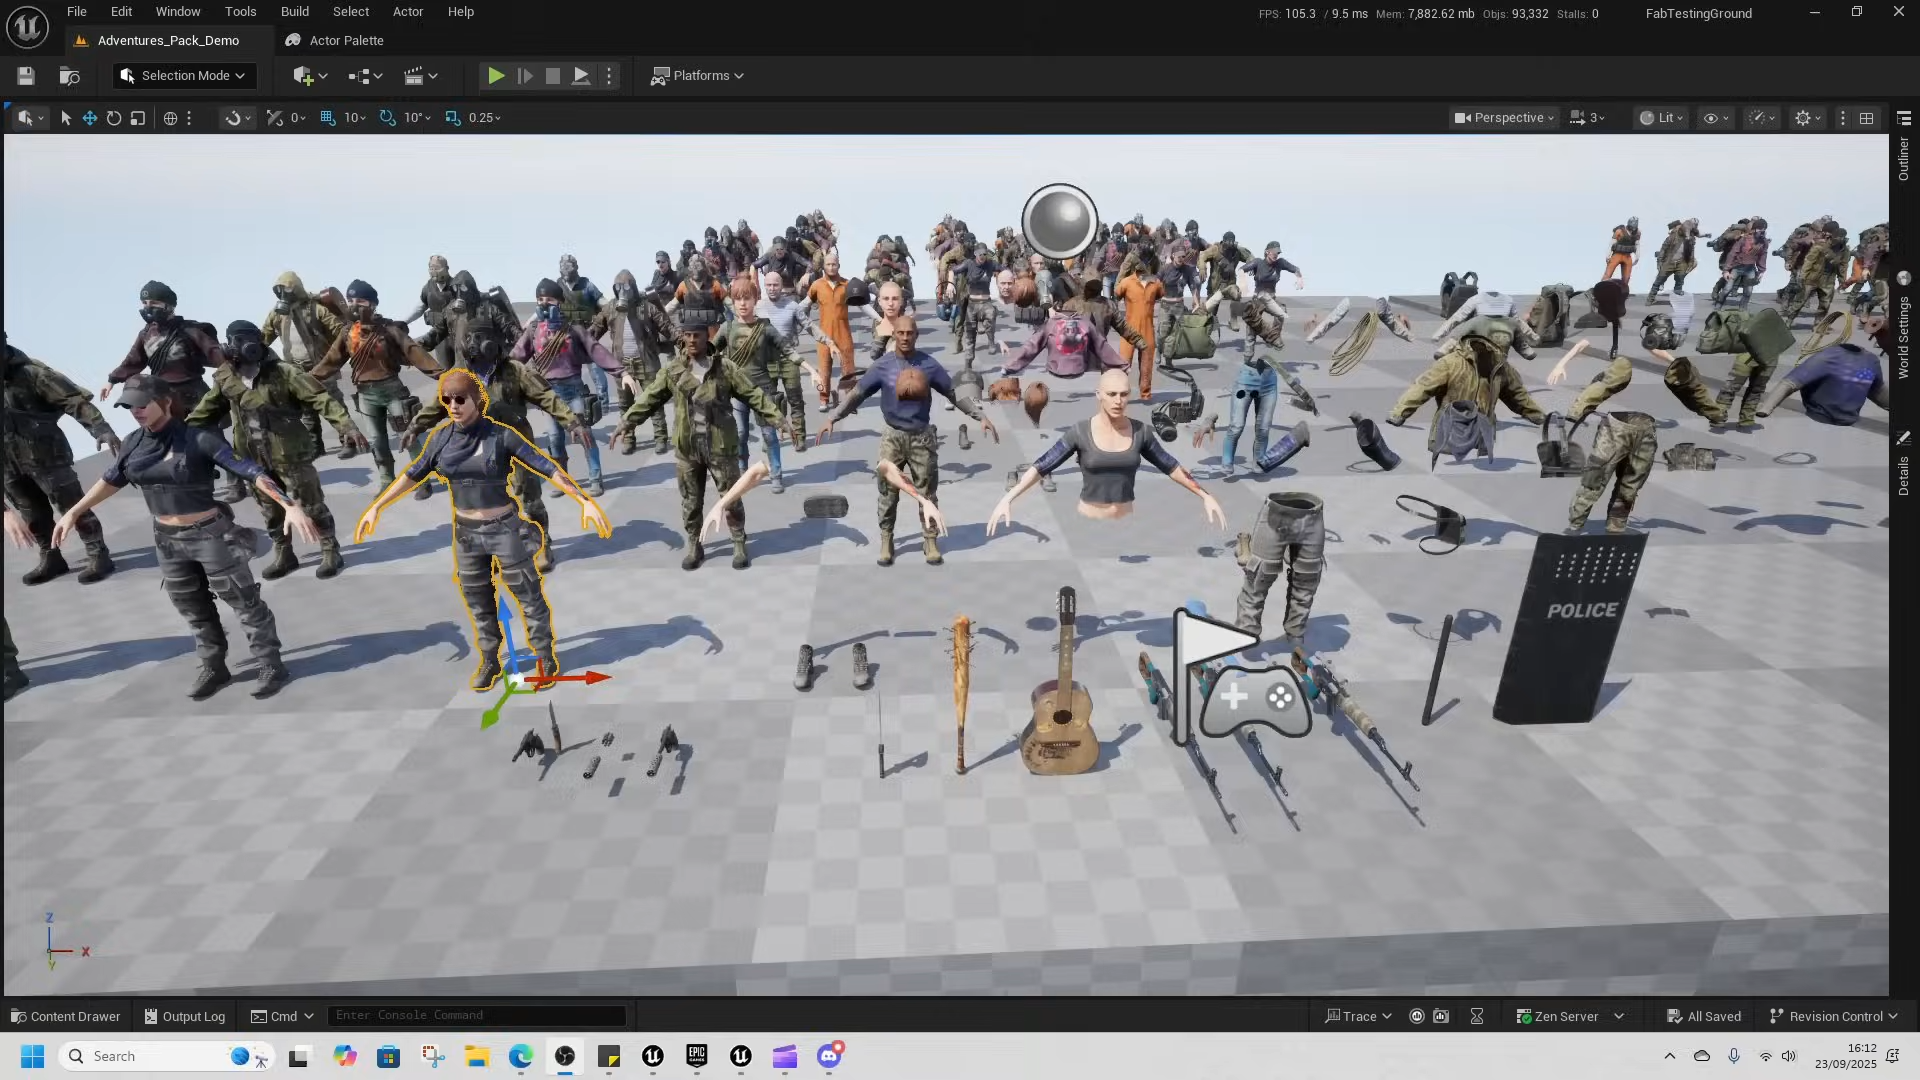 File Edit Window Tools Build Select Actor Help
FPS: 105.3 / 9.5 ms Mem: 7,882.62 mb Objs: 93,332 Stalls: 0
FabTestingGround
Adventures_Pack_Demo
Actor Palette
Selection Mode
Platforms
0
10
10°
0.25
Perspective
3
Lit
Outliner
World Settings
Details
POLICE
Z
X
Y
Content Drawer
Output Log
Cmd
Enter Console Command
Trace
Zen Server
All Saved
Revision Control
Search
EPIC GAMES
16:12
23/09/2025